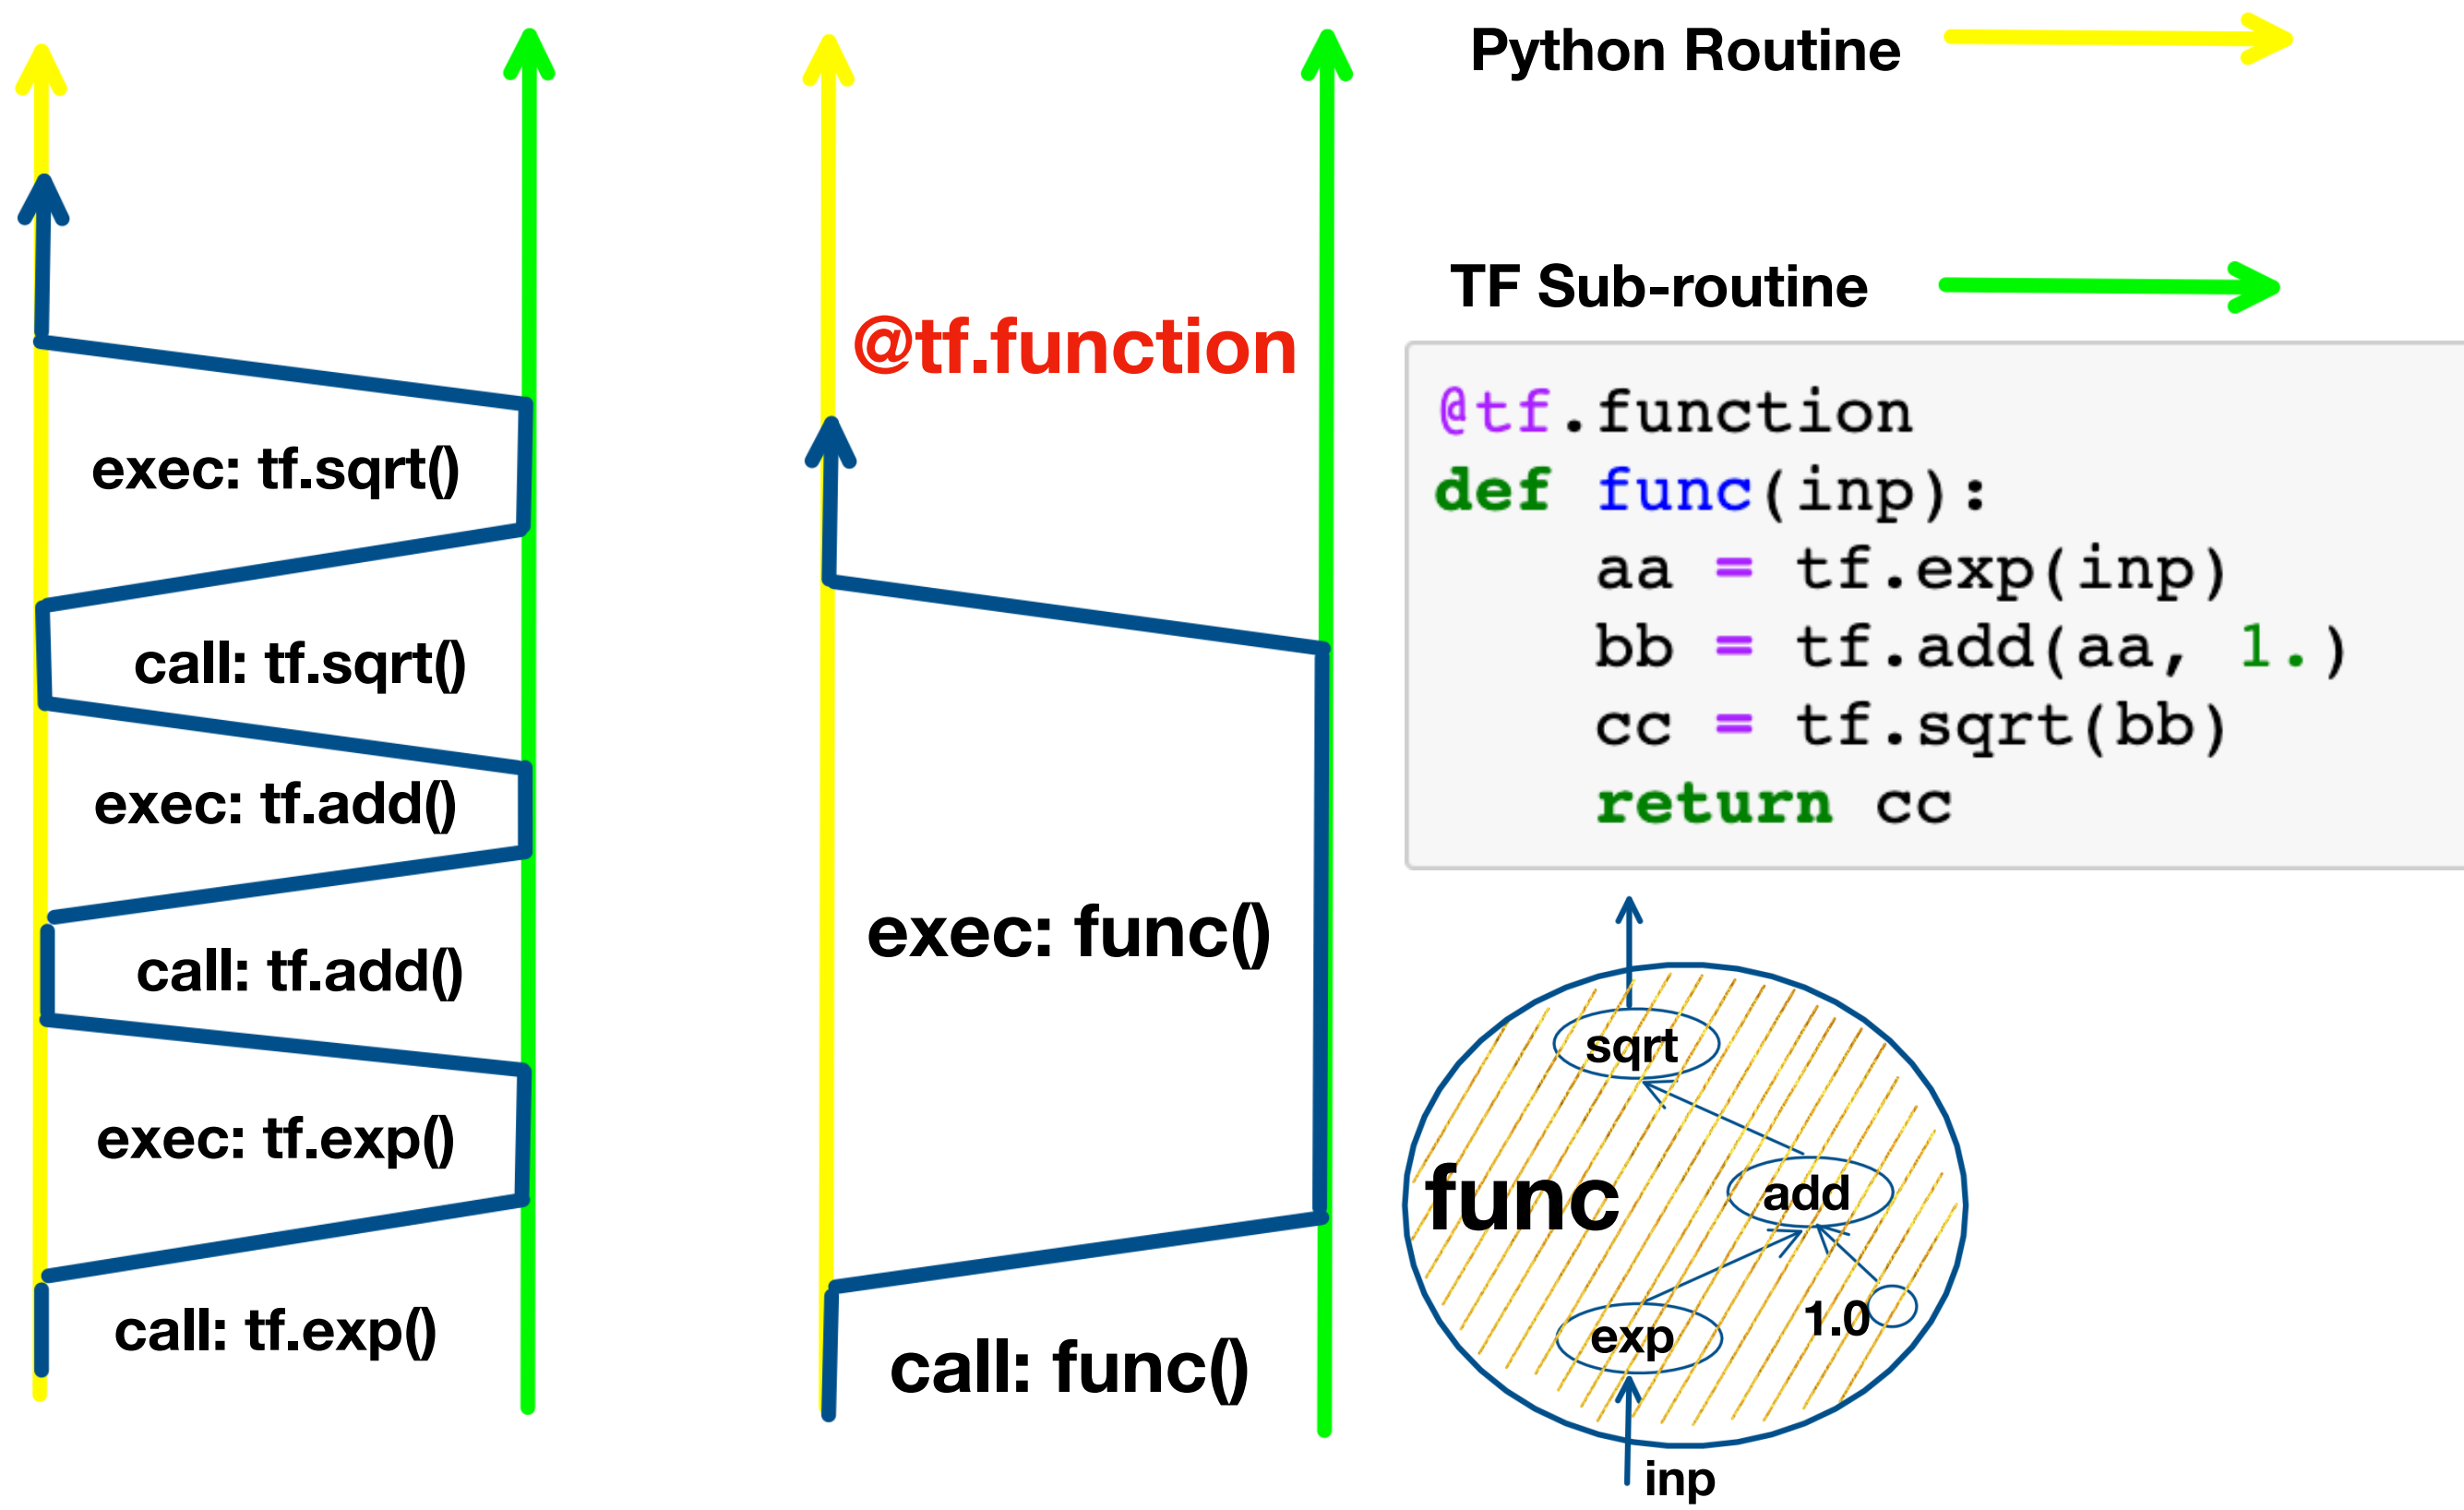 exec: tf.sqrt()
call: tf.sqrt()
exec: tf.add()
call: tf.add()
exec: tf.exp()
call: tf.exp()
@tf.function
exec: func()
call: func()
Python Routine
TF Sub-routine
@tf.function
def func(inp):
    aa = tf.exp(inp)
    bb = tf.add(aa, 1.)
    cc = tf.sqrt(bb)
    return cc
sqrt
func
add
1.0
exp
inp